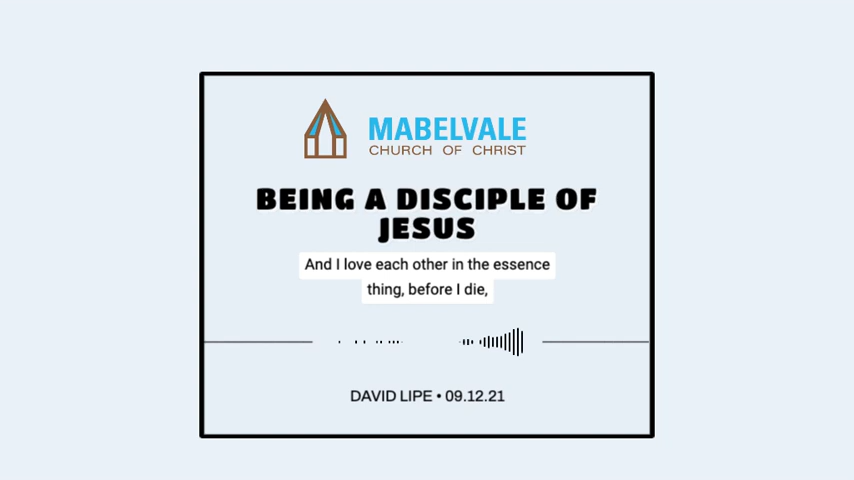 MABELVALE
CHURCH OF CHRIST
BEING A DISCIPLE OF
JESUS
And I love each other in the essence
thing, before I die,
DAVID LIPE • 09.12.21